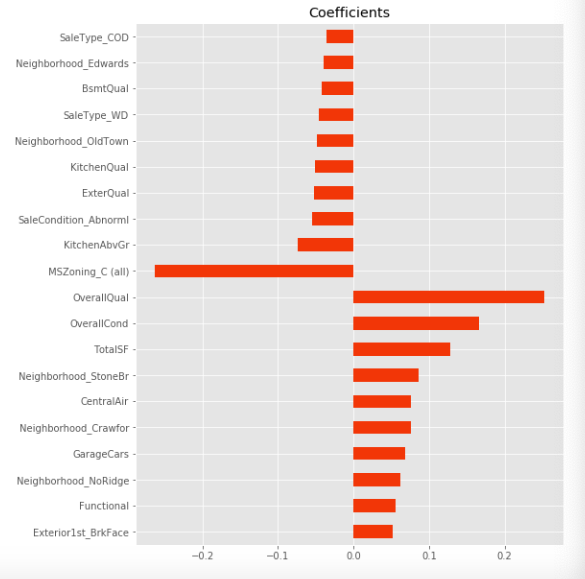 Coefficients
SaleType_COD
Neighborhood_Edwards
BsmtQual
SaleType_WD
Neighborhood_OldTown
KitchenQual
ExterQual
SaleCondition_Abnorml
KitchenAbvGr
MSZoning_C (all)
OverallQual
OverallCond
TotalSF
Neighborhood_StoneBr
CentralAir
Neighborhood_Crawfor
GarageCars
Neighborhood_NoRidge
Functional
Exterior1st_BrkFace
−0.2 −0.1 0.0 0.1 0.2